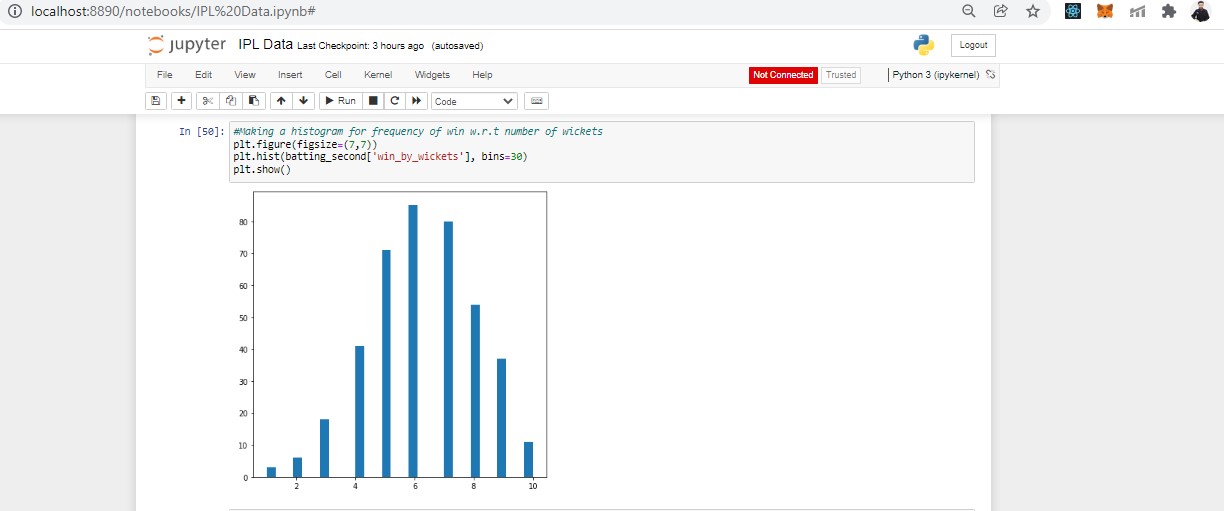 localhost:8890/notebooks/IPL%20Data.ipynb#
jupyter IPL Data Last Checkpoint: 3 hours ago (autosaved)
Logout
File Edit View Insert Cell Kernel Widgets Help
Not Connected Trusted Python 3 (ipykernel)
Run Code
In [50]: #Making a histogram for frequency of win w.r.t number of wickets
plt.figure(figsize=(7,7))
plt.hist(batting_second['win_by_wickets'], bins=30)
plt.show()
80
70
60
50
40
30
20
10
0
2 4 6 8 10